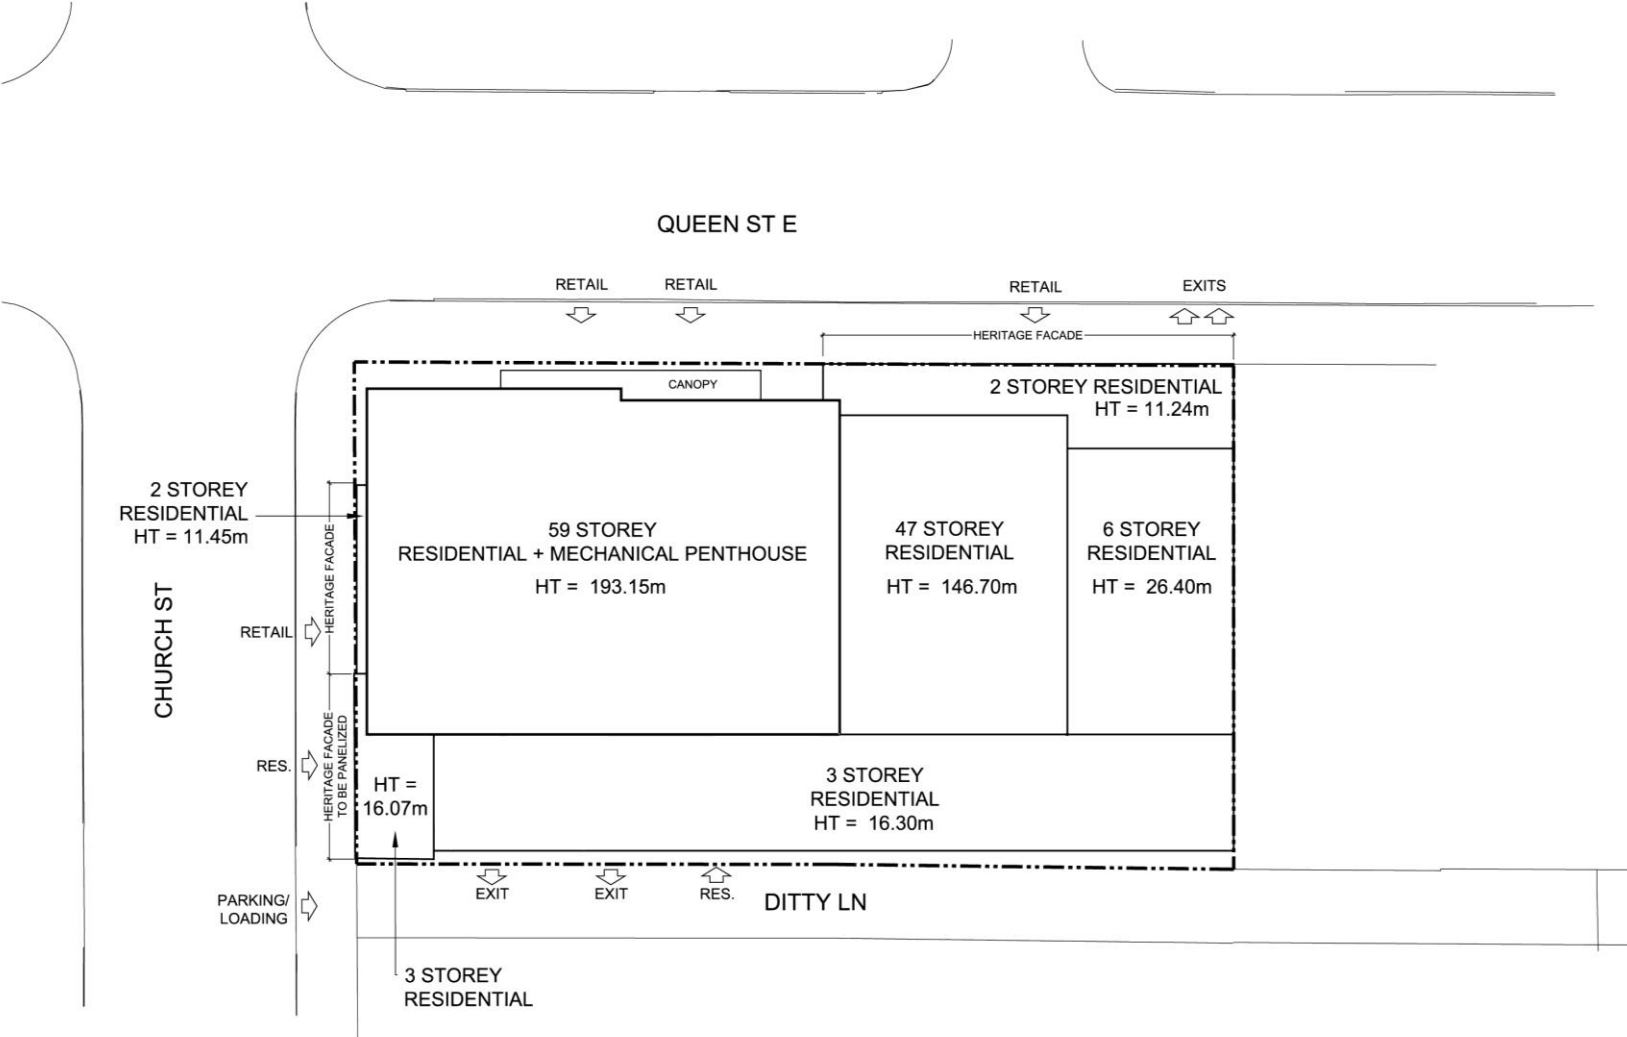 QUEEN ST E
RETAIL
RETAIL
RETAIL
EXITS
HERITAGE FACADE
CANOPY
2 STOREY RESIDENTIAL
HT = 11.24m
2 STOREY
RESIDENTIAL
HT = 11.45m
HERITAGE FACADE
59 STOREY
RESIDENTIAL + MECHANICAL PENTHOUSE
HT = 193.15m
47 STOREY
RESIDENTIAL
HT = 146.70m
6 STOREY
RESIDENTIAL
HT = 26.40m
CHURCH ST
RETAIL
RES.
HERITAGE FACADE
TO BE PANELIZED
HT =
16.07m
3 STOREY
RESIDENTIAL
HT = 16.30m
EXIT
EXIT
RES.
DITTY LN
PARKING/
LOADING
3 STOREY
RESIDENTIAL